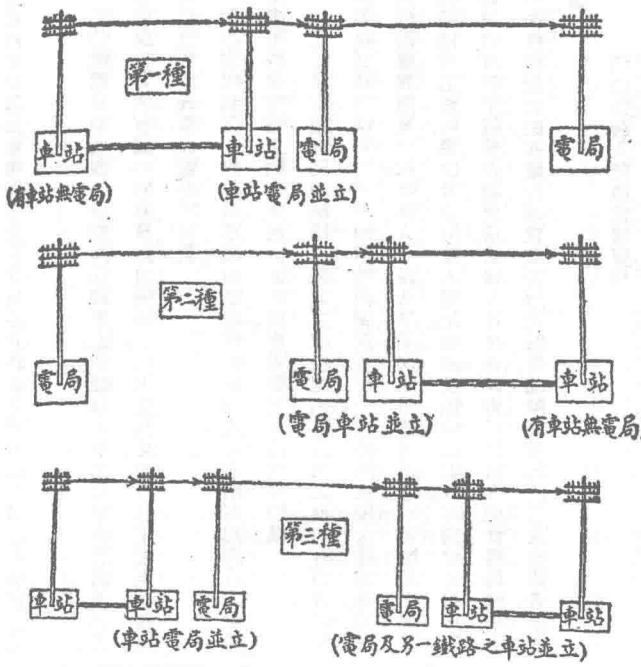 第一種
車站
車站
電局
電局
(有車站無電局)
(車站電局並立)
第二種
電局
電局
車站
車站
(電局車站並立)
(有車站無電局)
第三種
車站
車站
電局
電局
車站
車站
(車站電局並立)
(電局及另一鐵路之車站並立)